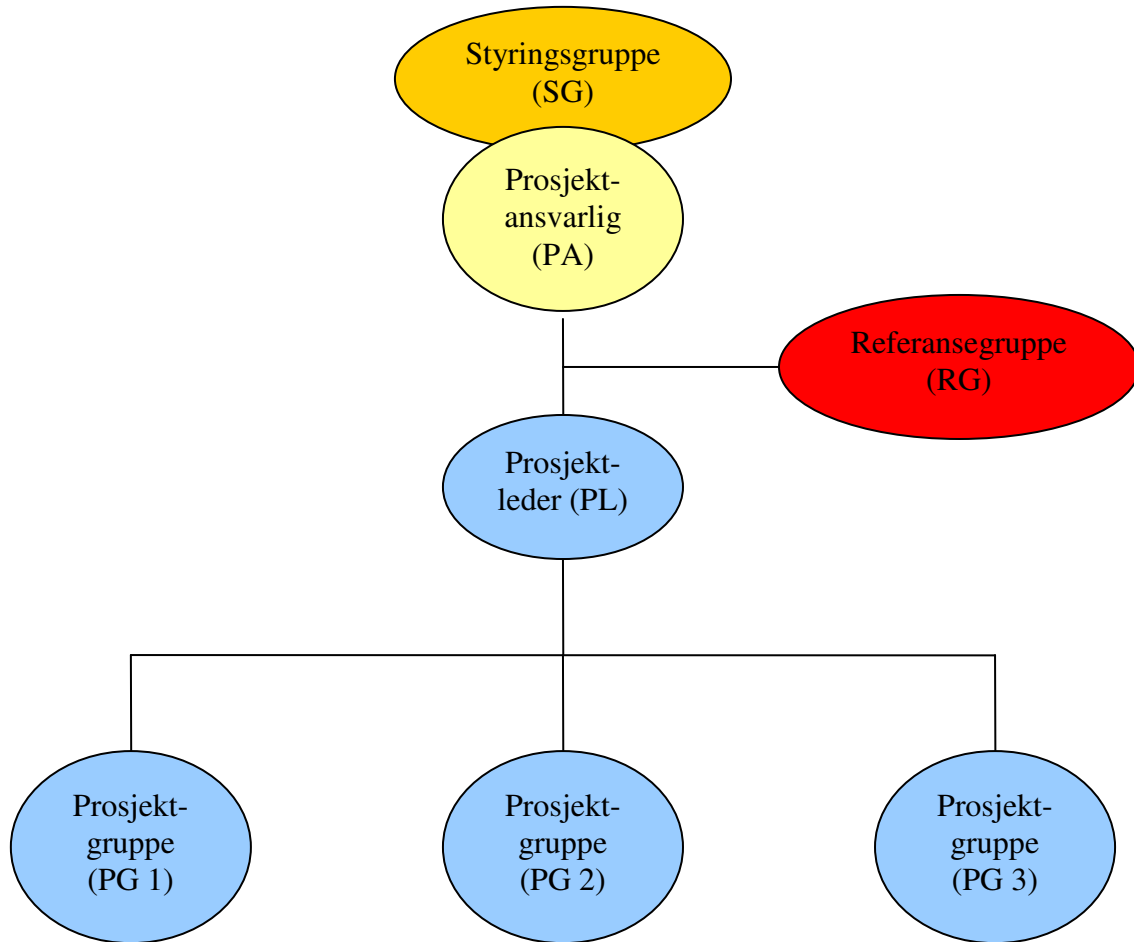 Styringsgruppe
(SG)
Prosjekt-
ansvarlig
(PA)
Referansegruppe
(RG)
Prosjekt-
leder (PL)
Prosjekt-
gruppe
(PG 1)
Prosjekt-
gruppe
(PG 2)
Prosjekt-
gruppe
(PG 3)